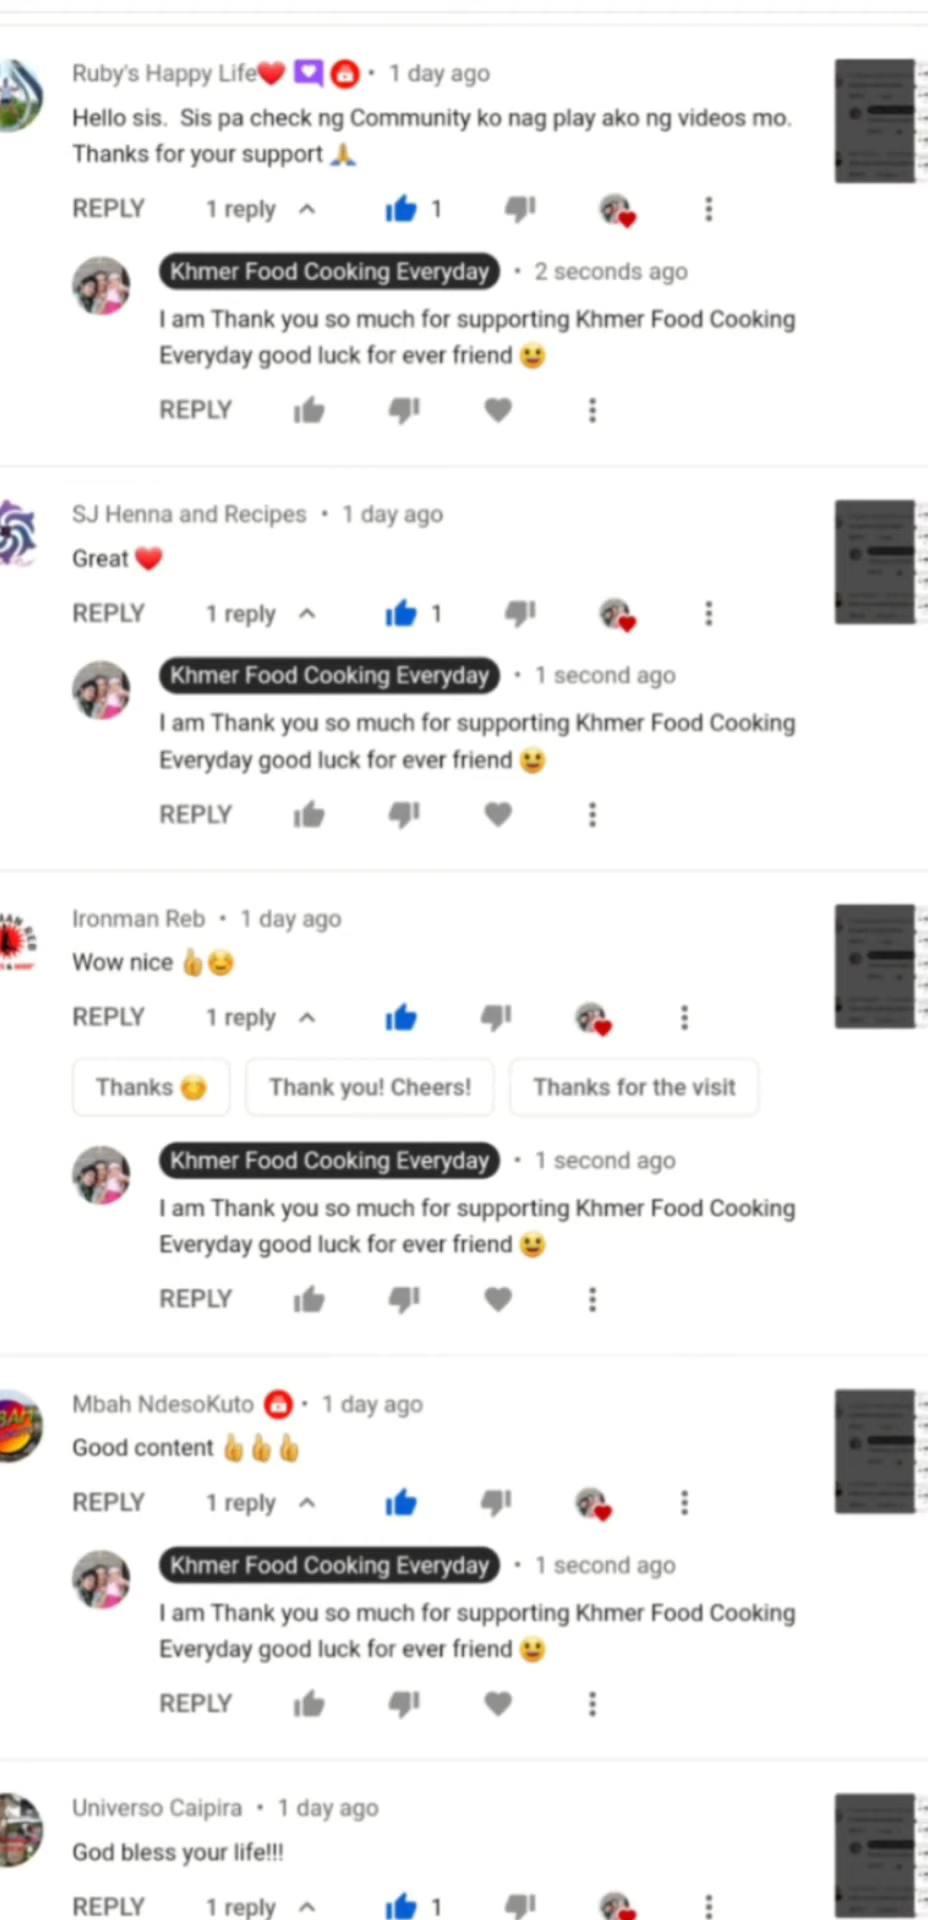 Ruby's Happy Life❤️ • 1 day ago
Hello sis. Sis pa check ng Community ko nag play ako ng videos mo.
Thanks for your support 🙏
REPLY 1 reply 1
Khmer Food Cooking Everyday • 2 seconds ago
I am Thank you so much for supporting Khmer Food Cooking
Everyday good luck for ever friend 😀
REPLY
SJ Henna and Recipes • 1 day ago
Great ❤️
REPLY 1 reply 1
Khmer Food Cooking Everyday • 1 second ago
I am Thank you so much for supporting Khmer Food Cooking
Everyday good luck for ever friend 😀
REPLY
Ironman Reb • 1 day ago
Wow nice 👍☺️
REPLY 1 reply
Thanks 😊 Thank you! Cheers! Thanks for the visit
Khmer Food Cooking Everyday • 1 second ago
I am Thank you so much for supporting Khmer Food Cooking
Everyday good luck for ever friend 😀
REPLY
Mbah NdesoKuto • 1 day ago
Good content 👍👍👍
REPLY 1 reply
Khmer Food Cooking Everyday • 1 second ago
I am Thank you so much for supporting Khmer Food Cooking
Everyday good luck for ever friend 😀
REPLY
Universo Caipira • 1 day ago
God bless your life!!!
REPLY 1 reply 1